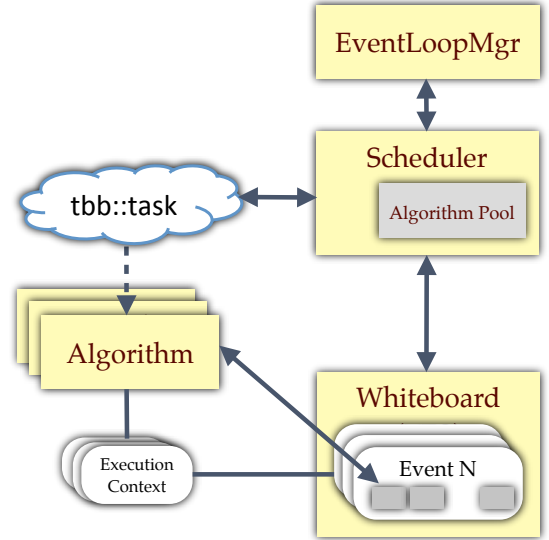 EventLoopMgr
Scheduler
Algorithm Pool
tbb::task
Algorithm
Whiteboard
Execution
Context
Event N